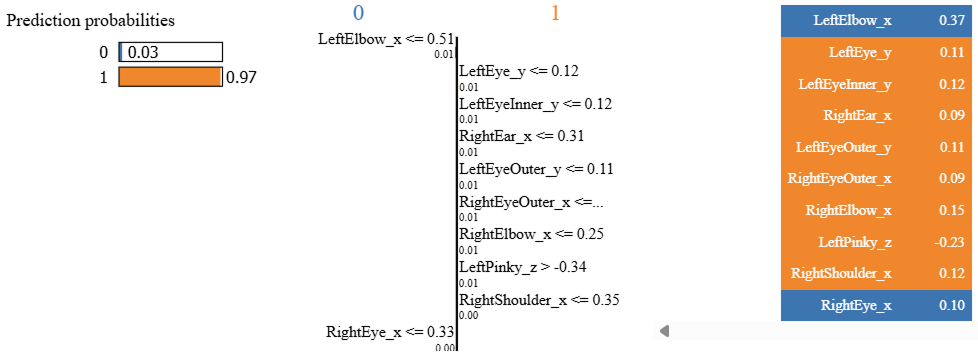 Prediction probabilities
0 0.03
1 0.97
0 1
LeftElbow_x <= 0.51
0.01
LeftEye_y <= 0.12
0.01
LeftEyeInner_y <= 0.12
0.01
RightEar_x <= 0.31
0.01
LeftEyeOuter_y <= 0.11
0.01
RightEyeOuter_x <=...
0.01
RightElbow_x <= 0.25
0.01
LeftPinky_z > -0.34
0.01
RightShoulder_x <= 0.35
0.00
RightEye_x <= 0.33
0.00
LeftElbow_x 0.37
LeftEye_y 0.11
LeftEyeInner_y 0.12
RightEar_x 0.09
LeftEyeOuter_y 0.11
RightEyeOuter_x 0.09
RightElbow_x 0.15
LeftPinky_z -0.23
RightShoulder_x 0.12
RightEye_x 0.10